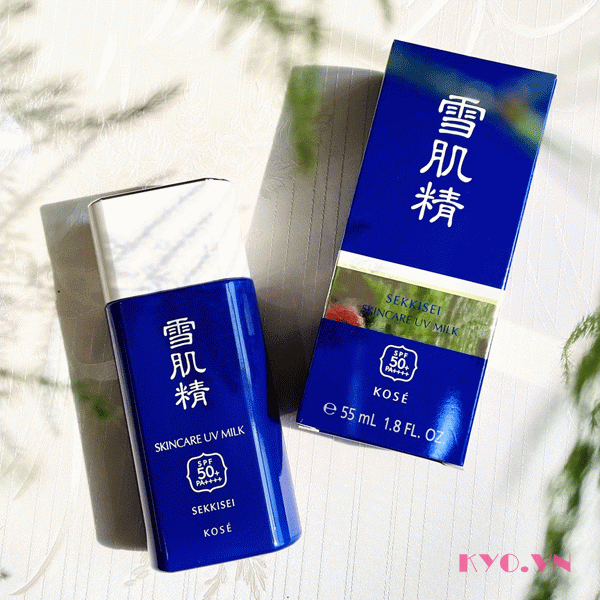 雪肌精
SKINCARE UV MILK
SPF
50+
PA++++
SEKKISEI
KOSÉ
雪肌精
SEKKISEI
SKINCARE UV MILK
SPF
50+
PA++++
KOSÉ
℮ 55 mL 1.8 FL. OZ.
KYO.VN